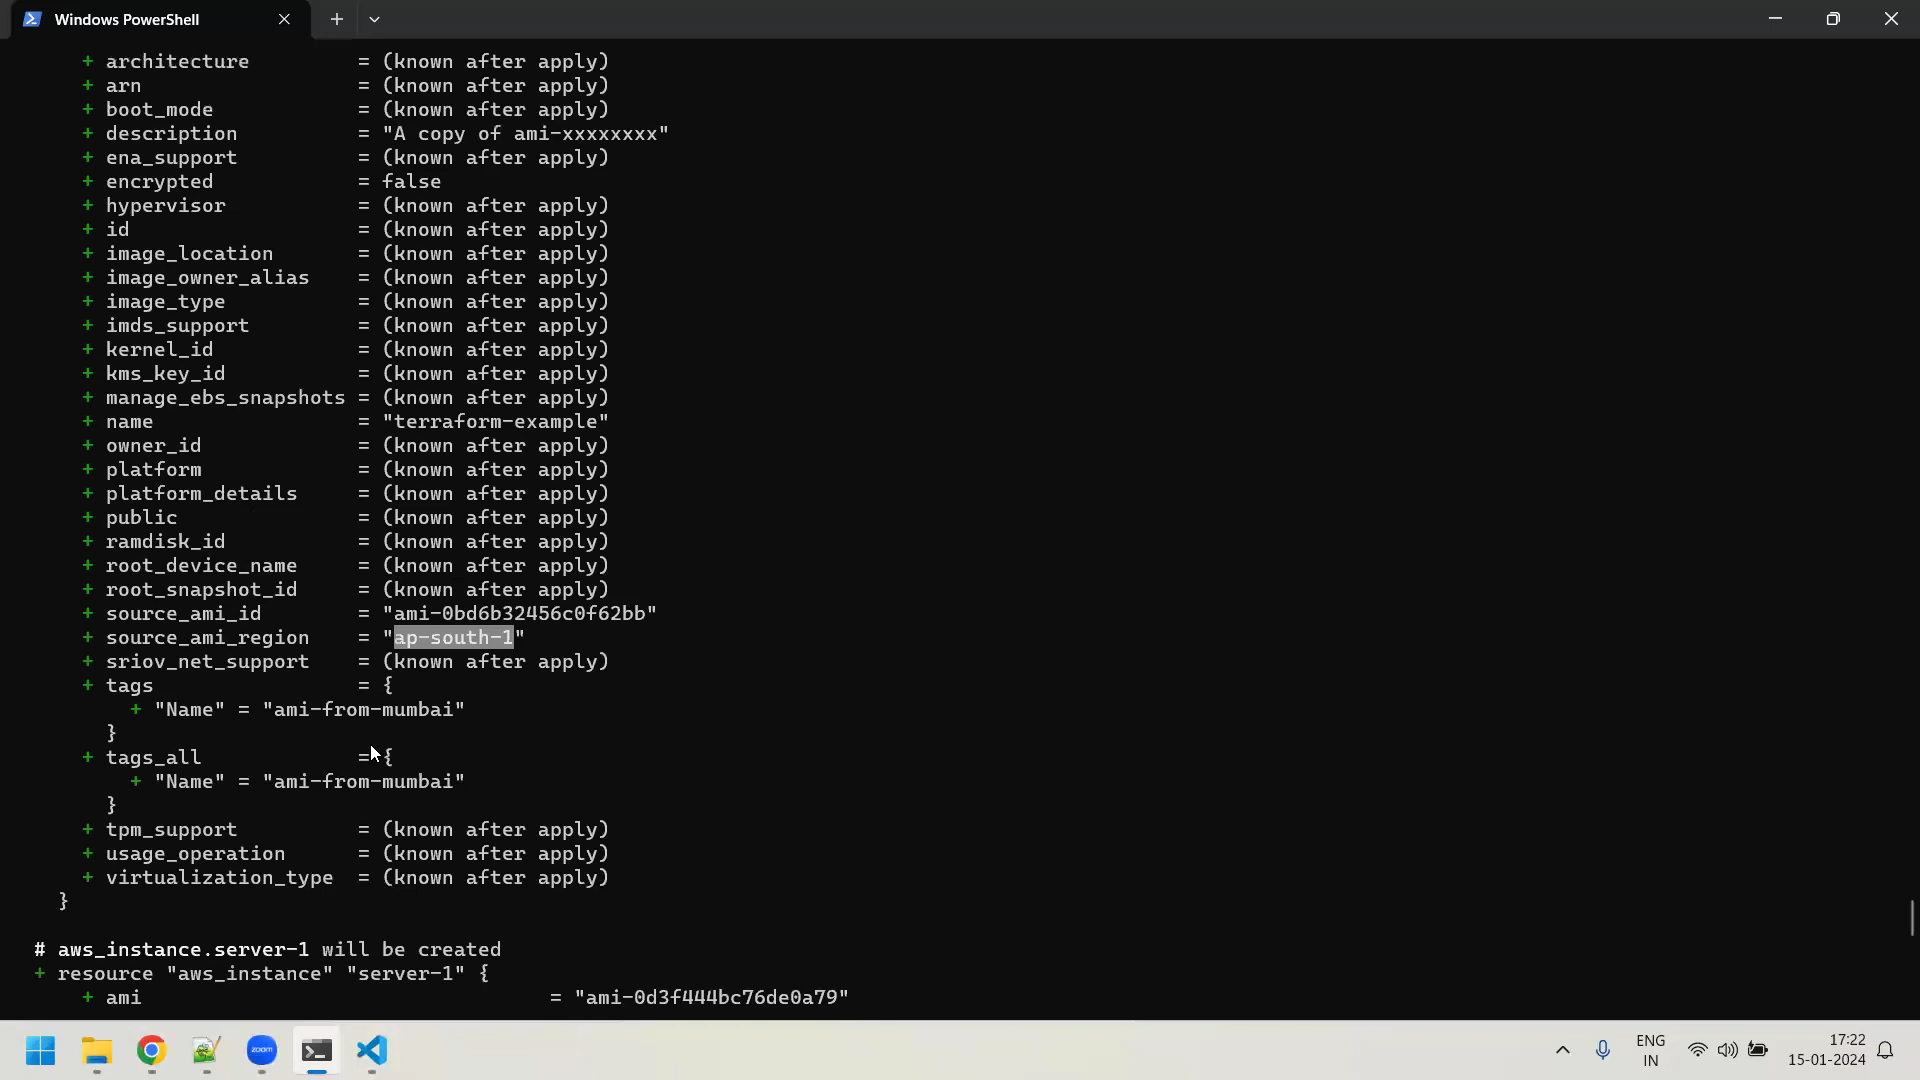 Windows PowerShell
+ architecture = (known after apply)
+ arn = (known after apply)
+ boot_mode = (known after apply)
+ description = "A copy of ami-xxxxxxxx"
+ ena_support = (known after apply)
+ encrypted = false
+ hypervisor = (known after apply)
+ id = (known after apply)
+ image_location = (known after apply)
+ image_owner_alias = (known after apply)
+ image_type = (known after apply)
+ imds_support = (known after apply)
+ kernel_id = (known after apply)
+ kms_key_id = (known after apply)
+ manage_ebs_snapshots = (known after apply)
+ name = "terraform-example"
+ owner_id = (known after apply)
+ platform = (known after apply)
+ platform_details = (known after apply)
+ public = (known after apply)
+ ramdisk_id = (known after apply)
+ root_device_name = (known after apply)
+ root_snapshot_id = (known after apply)
+ source_ami_id = "ami-0bd6b32456c0f62bb"
+ source_ami_region = "ap-south-1"
+ sriov_net_support = (known after apply)
+ tags = {
+ "Name" = "ami-from-mumbai"
}
+ tags_all = {
+ "Name" = "ami-from-mumbai"
}
+ tpm_support = (known after apply)
+ usage_operation = (known after apply)
+ virtualization_type = (known after apply)
}
# aws_instance.server-1 will be created
+ resource "aws_instance" "server-1" {
+ ami = "ami-0d3f444bc76de0a79"
zoom
ENG
IN
17:22
15-01-2024